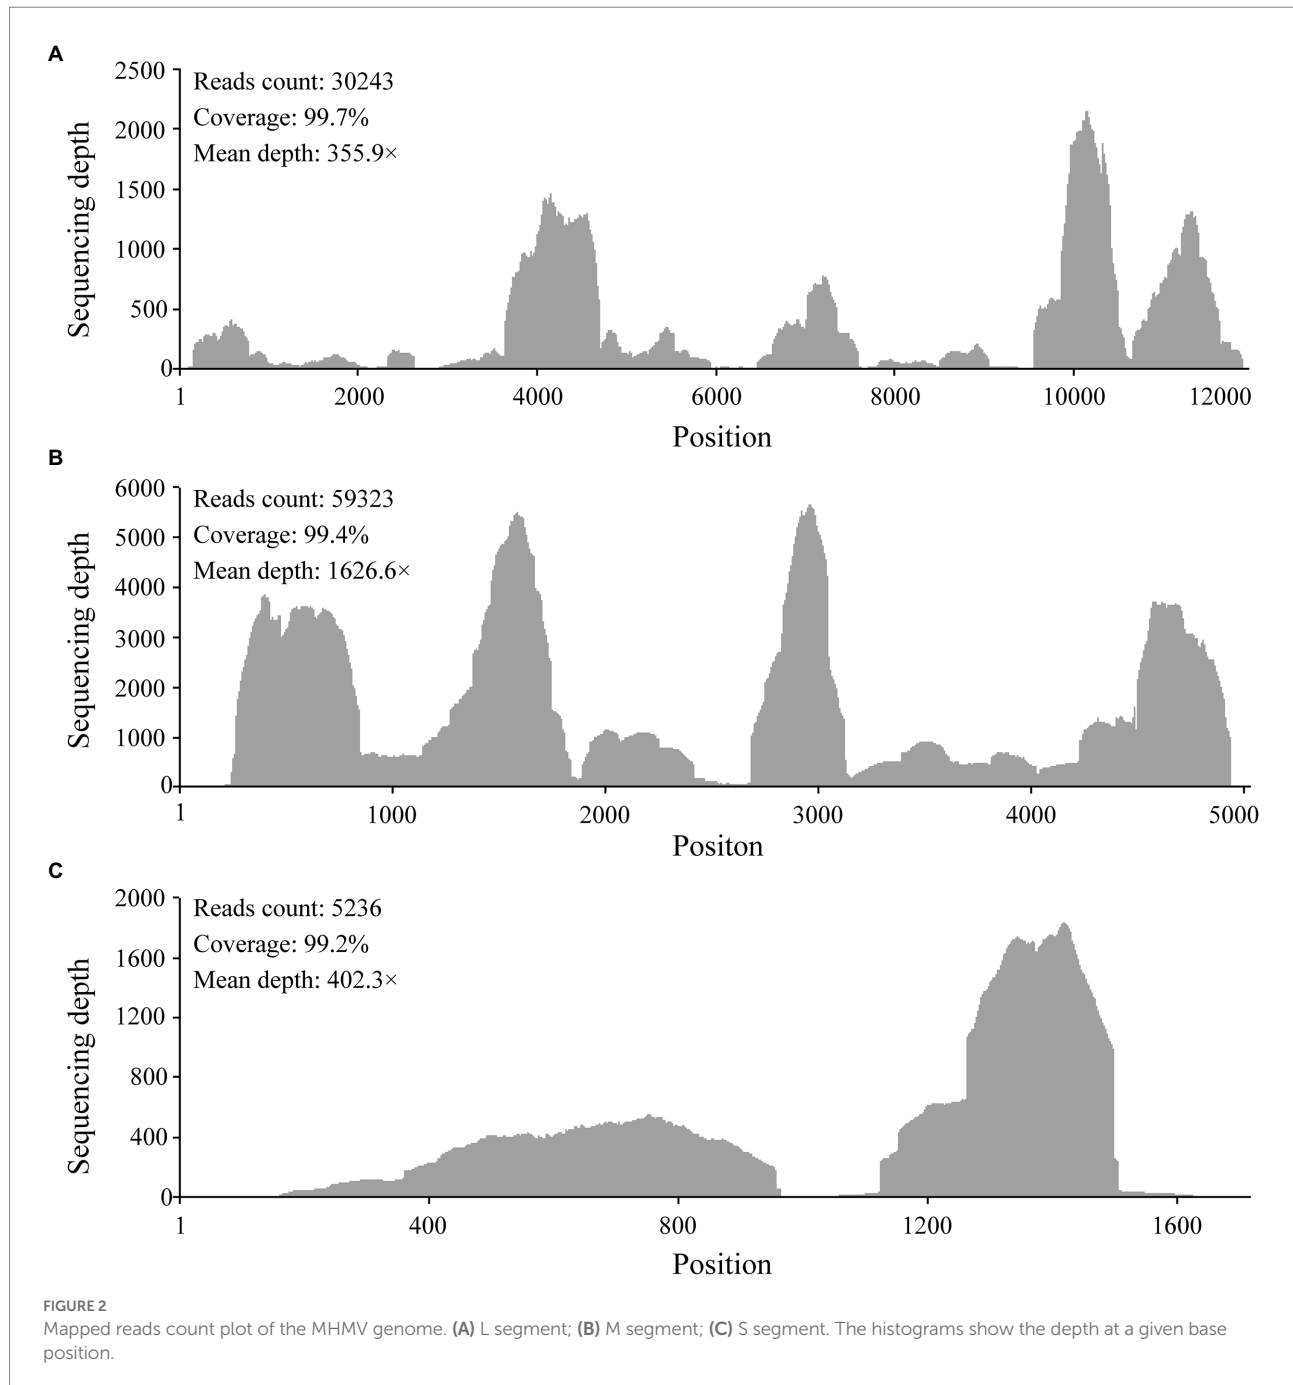 A
2500
2000
1500
1000
500
0
Sequencing depth
Reads count: 30243
Coverage: 99.7%
Mean depth: 355.9×
1 2000 4000 6000 8000 10000 12000
Position
B
6000
5000
4000
3000
2000
1000
0
Sequencing depth
Reads count: 59323
Coverage: 99.4%
Mean depth: 1626.6×
1 1000 2000 3000 4000 5000
Positon
C
2000
1600
1200
800
400
0
Sequencing depth
Reads count: 5236
Coverage: 99.2%
Mean depth: 402.3×
1 400 800 1200 1600
Position
FIGURE 2
Mapped reads count plot of the MHMV genome. (A) L segment; (B) M segment; (C) S segment. The histograms show the depth at a given base
position.